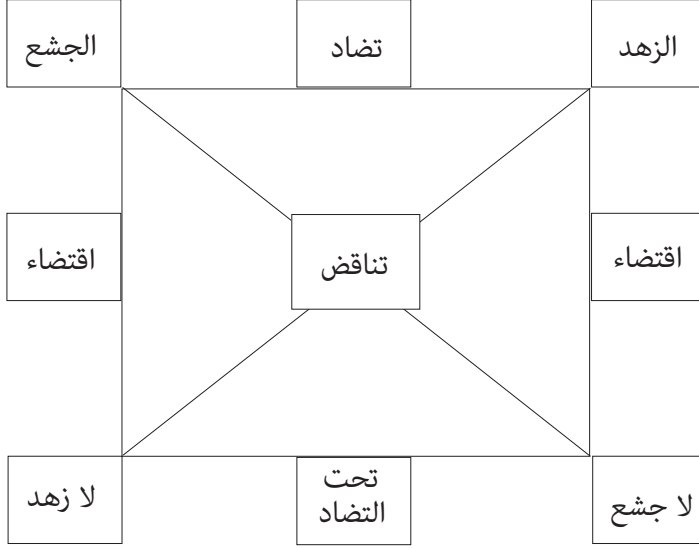 الزهد
تضاد
الجشع
اقتضاء
تناقض
اقتضاء
لا جشع
تحت
التضاد
لا زهد